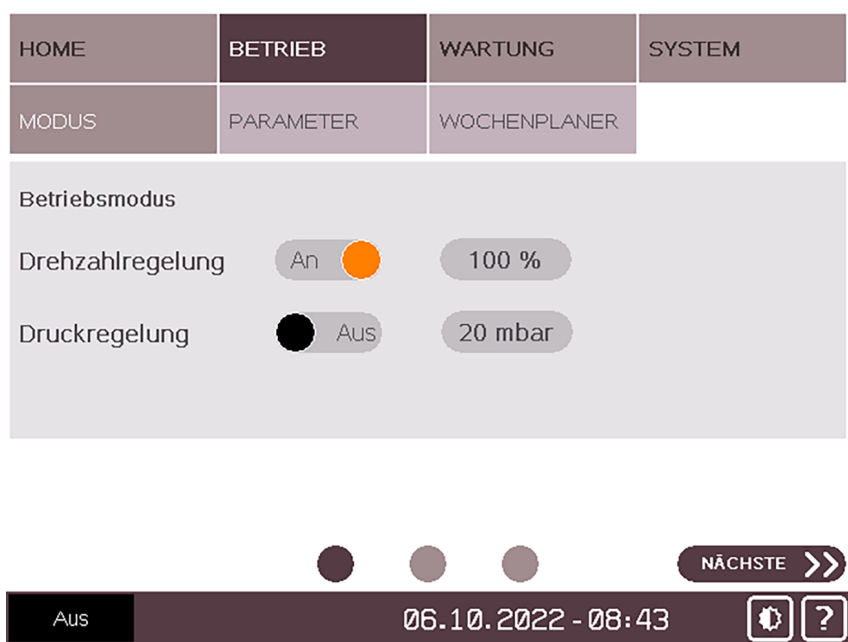 HOME BETRIEB WARTUNG SYSTEM
MODUS PARAMETER WOCHENPLANER
Betriebsmodus
Drehzahlregelung An 100 %
Druckregelung Aus 20 mbar
NÄCHSTE
Aus 06.10.2022 - 08:43 ?